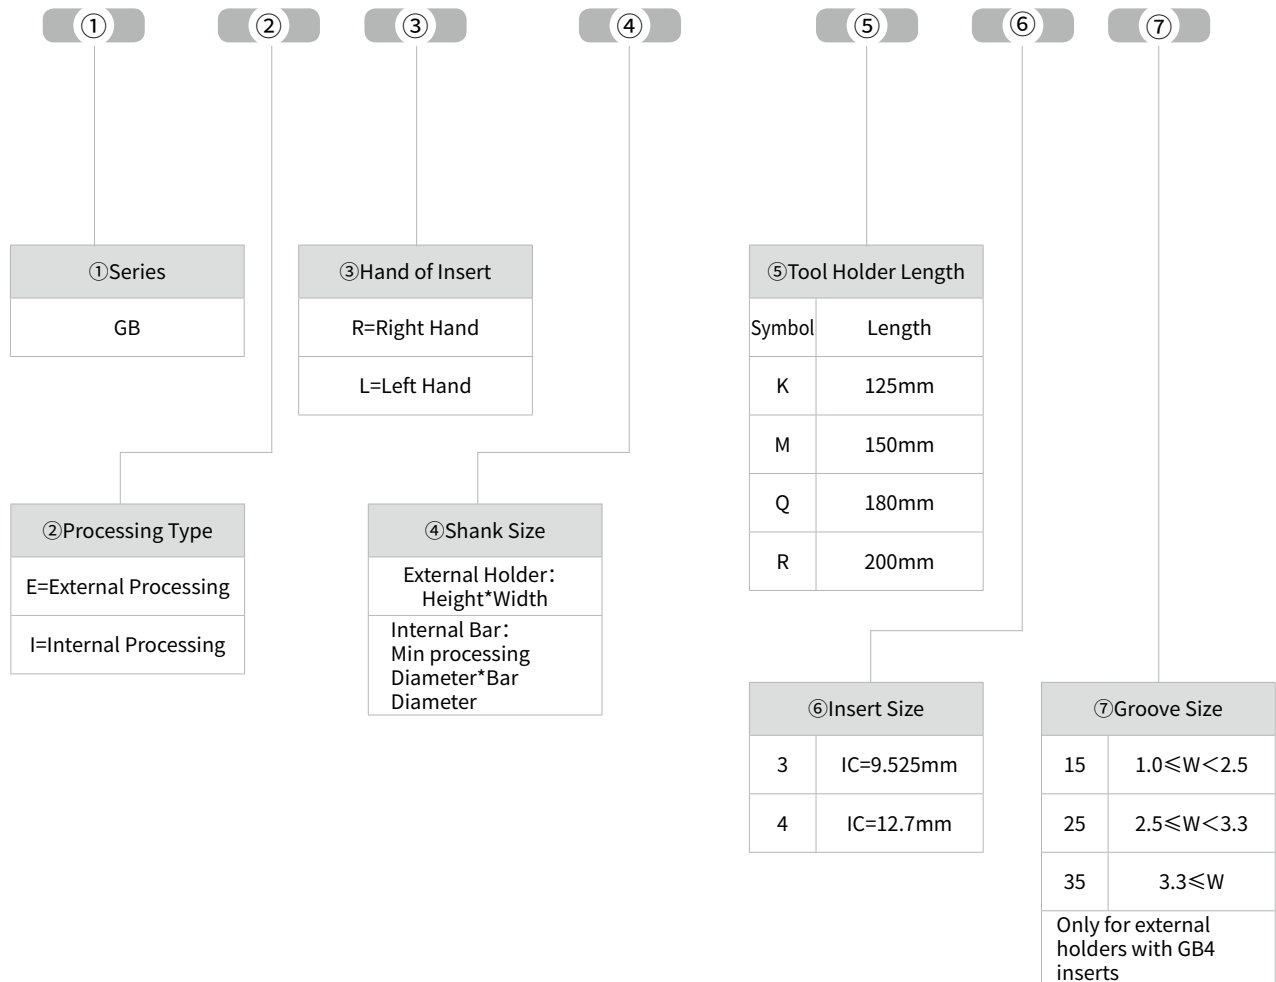 ① ② ③ ④ ⑤ ⑥ ⑦
①Series
GB
③Hand of Insert
R=Right Hand
L=Left Hand
⑤Tool Holder Length
Symbol Length
K 125mm
M 150mm
Q 180mm
R 200mm
②Processing Type
E=External Processing
I=Internal Processing
④Shank Size
External Holder：
Height*Width
Internal Bar：
Min processing
Diameter*Bar
Diameter
⑥Insert Size
3 IC=9.525mm
4 IC=12.7mm
⑦Groove Size
15 1.0≤W＜2.5
25 2.5≤W＜3.3
35 3.3≤W
Only for external
holders with GB4
inserts